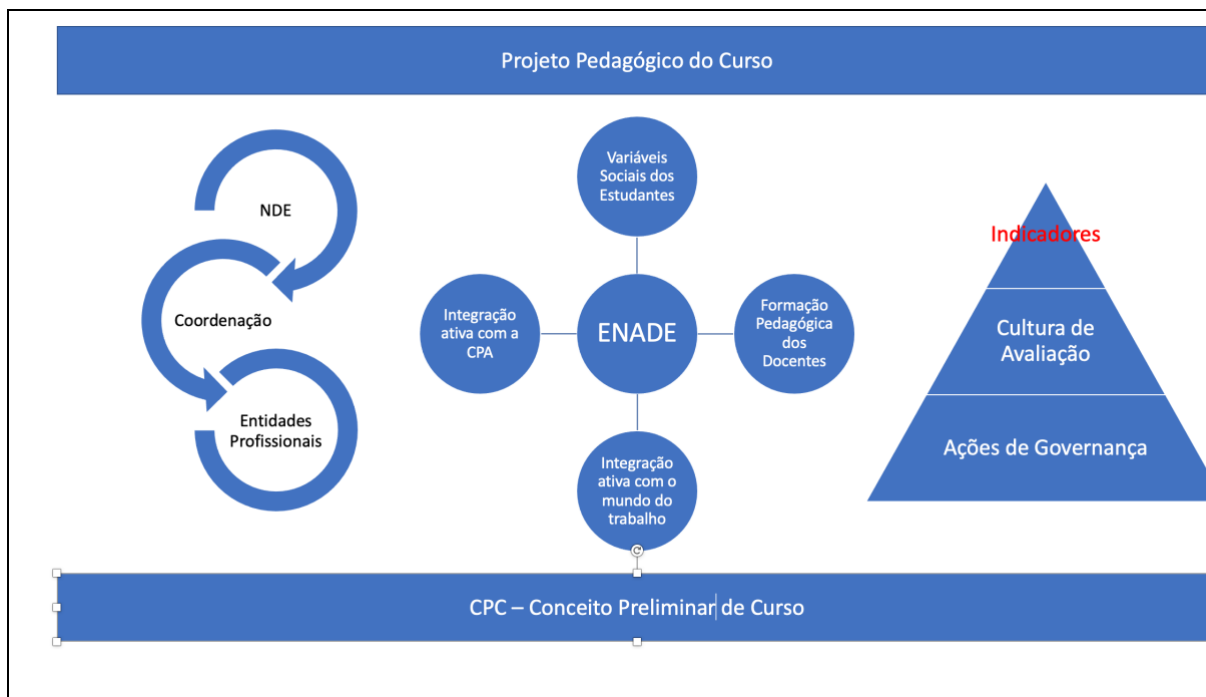 Projeto Pedagógico do Curso
NDE
Coordenação
Entidades
Profissionais
Variáveis
Sociais dos
Estudantes
Integração
ativa com a
CPA
ENADE
Formação
Pedagógica
dos
Docentes
Integração
ativa com o
mundo do
trabalho
Indicadores
Cultura de
Avaliação
Ações de Governança
CPC – Conceito Preliminar de Curso